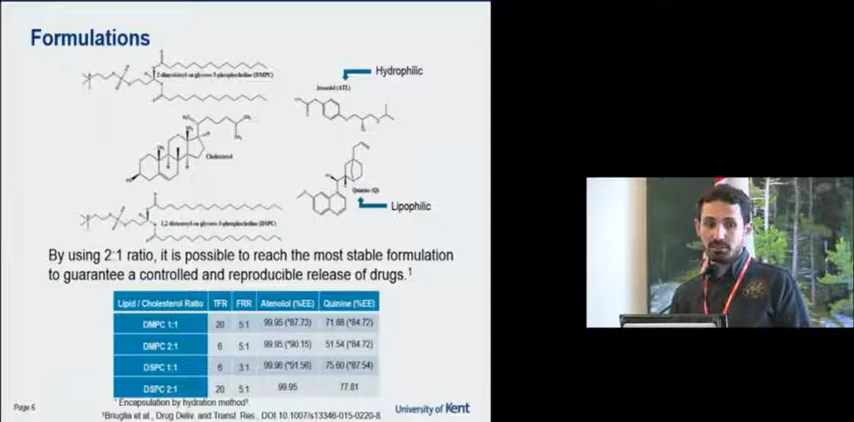 Formulations
2-dimyristoyl-sn-glycero-3-phosphocholine (DMPC)
Hydrophilic
Atenolol (ATL)
Cholesterol
Quinine (Q)
Lipophilic
1,2-distearoyl-sn-glycero-3-phosphocholine (DSPC)
By using 2:1 ratio, it is possible to reach the most stable formulation
to guarantee a controlled and reproducible release of drugs.¹
Lipid / Cholesterol Ratio TFR FRR Atenolol (%EE) Quinine (%EE)
DMPC 1:1 20 5:1 99.95 (*87.73) 71.88 (*84.72)
DMPC 2:1 6 5:1 99.95 (*90.15) 51.54 (*84.72)
DSPC 1:1 6 3:1 99.96 (*91.56) 75.60 (*87.54)
DSPC 2:1 20 5:1 99.95 77.81
Encapsulation by hydration method
Page 6
Briuglia et al., Drug Deliv. and Transl. Res., DOI 10.1007/s13346-015-0220-8.
University of Kent